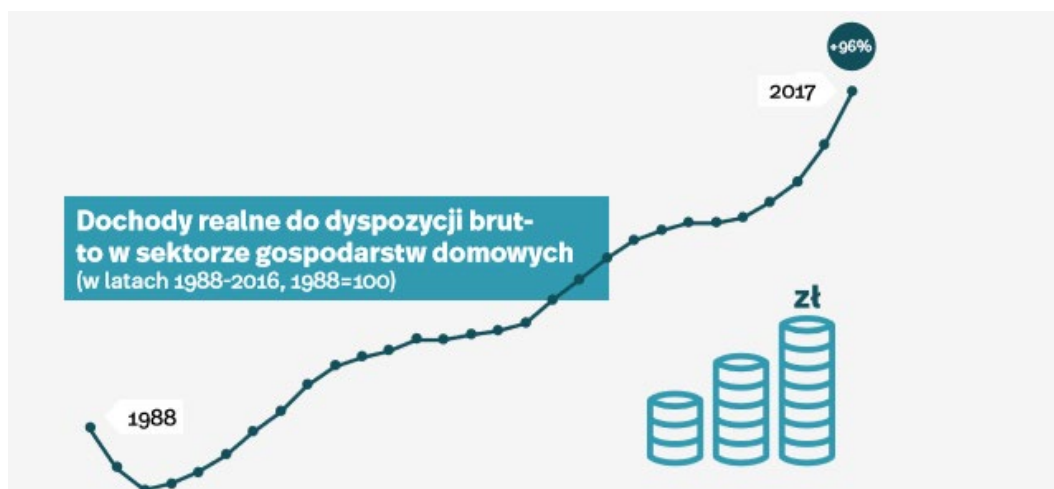 +96%
2017
Dochody realne do dyspozycji brut-
to w sektorze gospodarstw domowych
(w latach 1988-2016, 1988=100)
zł
1988